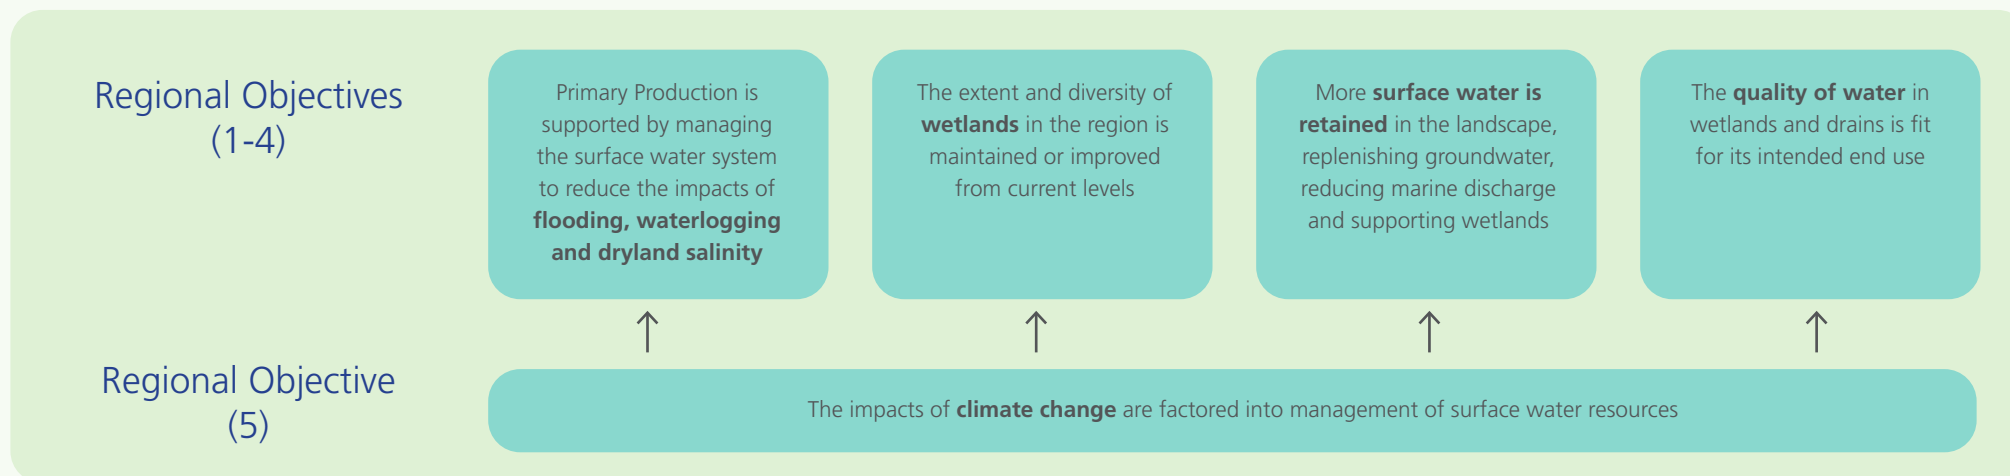 Regional Objectives
(1-4)
Primary Production is
supported by managing
the surface water system
to reduce the impacts of
flooding, waterlogging
and dryland salinity
The extent and diversity of
wetlands in the region is
maintained or improved
from current levels
More surface water is
retained in the landscape,
replenishing groundwater,
reducing marine discharge
and supporting wetlands
The quality of water in
wetlands and drains is fit
for its intended end use
Regional Objective
(5)
The impacts of climate change are factored into management of surface water resources